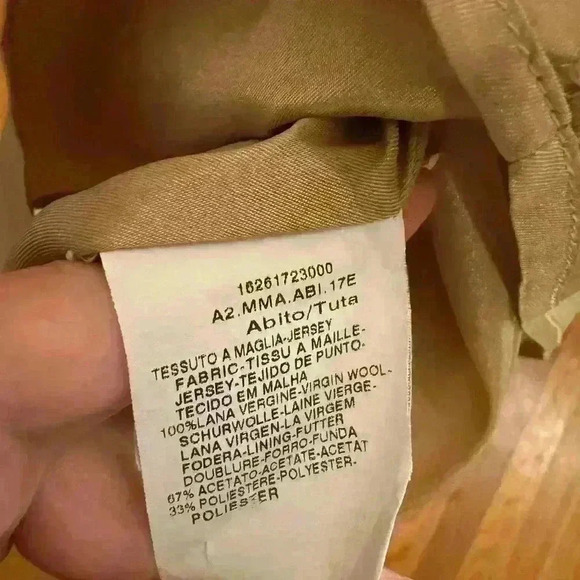 16261723000
A2.MMA.ABI.17E
Abito/Tuta
TESSUTO A MAGLIA-JERSEY
FABRIC-TISSU A MAILLE-
JERSEY-TEJIDO DE PUNTO-
TECIDO EM MALHA
100%LANA VERGINE-VIRGIN WOOL-
SCHURWOLLE-LAINE VIERGE-
LANA VIRGEN-LA VIRGEM
FODERA-LINING-FUTTER
DOUBLURE-FORRO-FUNDA
67% ACETATO-ACETATE-ACETAT
33% POLIESTERE-POLYESTER-
POLIESTER